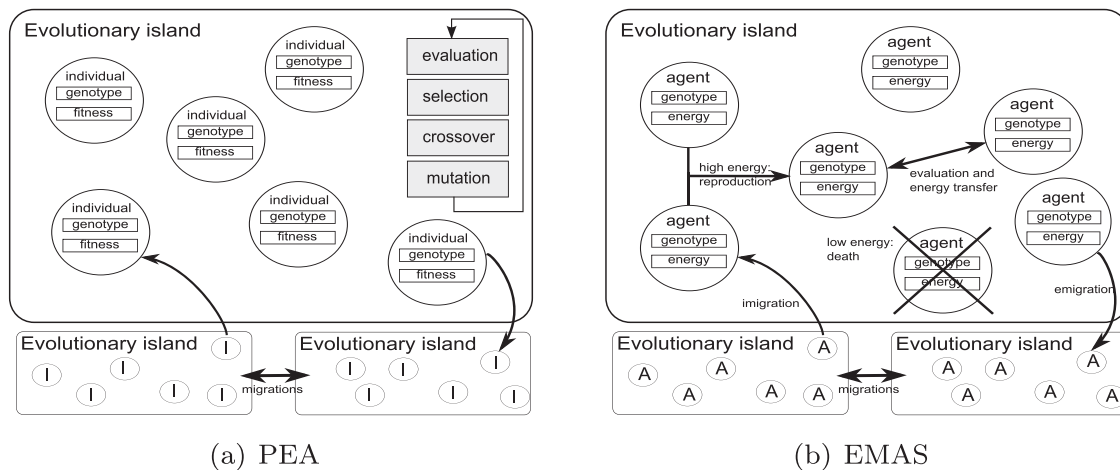 Evolutionary island
individual
genotype
fitness
individual
genotype
fitness
individual
genotype
fitness
individual
genotype
fitness
individual
genotype
fitness
individual
genotype
fitness
evaluation
selection
crossover
mutation
Evolutionary island
I
I
I
I
I
I
migrations
Evolutionary island
I
I
I
I
I
I
(a) PEA
Evolutionary island
agent
genotype
energy
agent
genotype
energy
agent
genotype
energy
agent
genotype
energy
high energy:
reproduction
evaluation and
energy transfer
agent
genotype
energy
agent
genotype
energy
low energy:
death
agent
genotype
energy
imigration
emigration
Evolutionary island
A
A
A
A
A
A
migrations
Evolutionary island
A
A
A
A
A
A
(b) EMAS